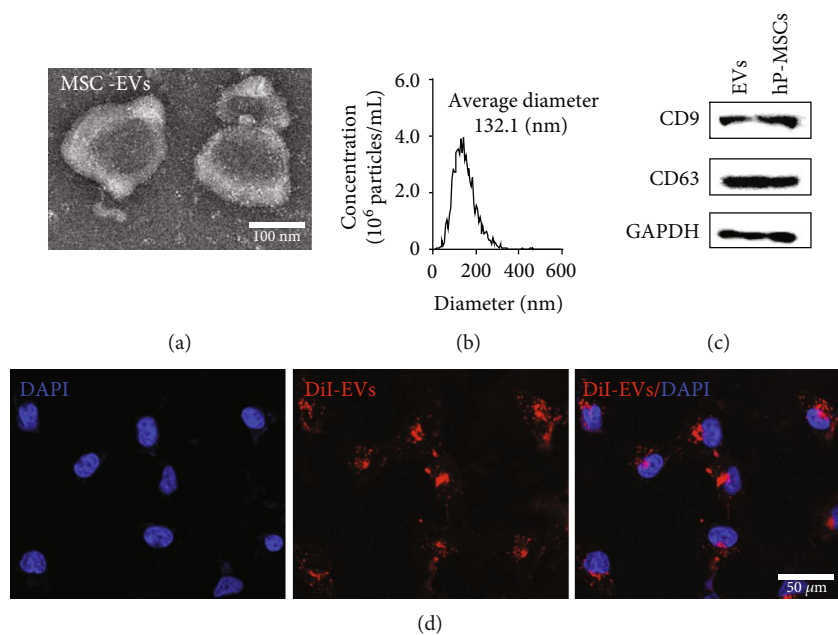 MSC -EVs
100 nm
(a)
Concentration
(10⁶ particles/mL)
6.0
4.0
2.0
0
Average diameter
132.1 (nm)
0 200 400 600
Diameter (nm)
(b)
EVs
hP-MSCs
CD9
CD63
GAPDH
(c)
DAPI
DiI-EVs
DiI-EVs/DAPI
50 μm
(d)